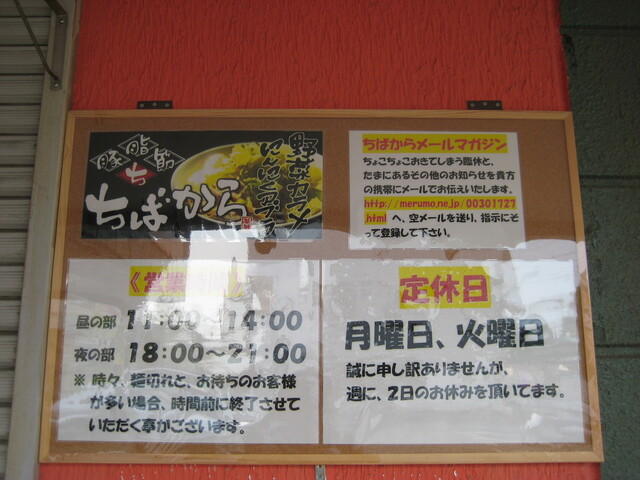 豚脂節
ち
ちばから
野菜カラメ
にんにくアブラ
ちばからメールマガジン
ちょこちょこおきてしまう臨休と、
たまにあるその他のお知らせを貴方
の携帯にメールでお伝えいたします。
http://merumo.ne.jp/00301727
.html へ、空メールを送り、指示にそ
って登録して下さい。
《営業時間》
昼の部 11:00～14:00
夜の部 18:00～21:00
※ 時々、麺切れと、お待ちのお客様
が多い場合、時間前に終了させて
いただく事がございます。
定休日
月曜日、火曜日
誠に申し訳ありませんが、
週に、2日のお休みを頂いてます。